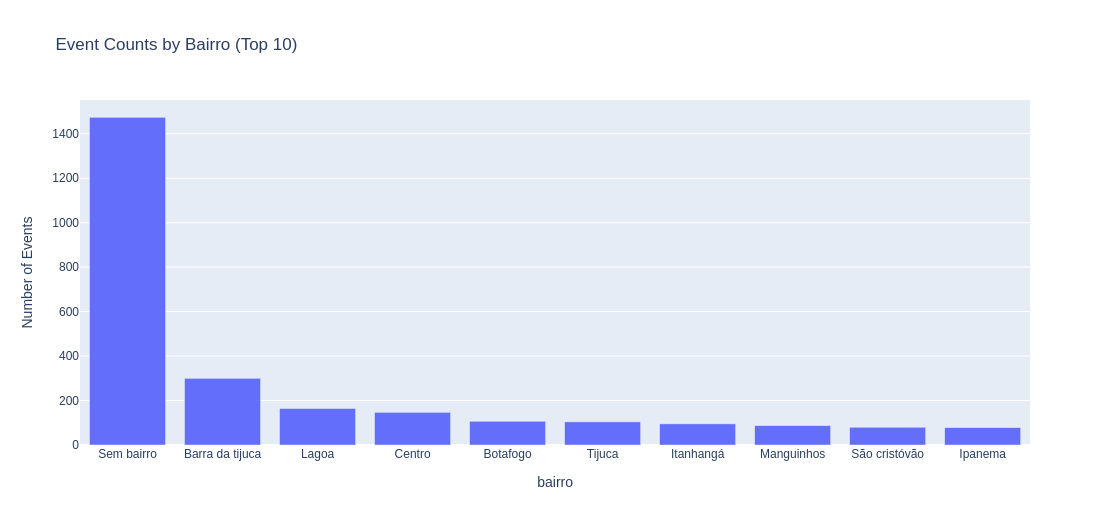 Event Counts by Bairro (Top 10)
Number of Events
1400
1200
1000
800
600
400
200
0
Sem bairro Barra da tijuca Lagoa Centro Botafogo Tijuca Itanhangá Manguinhos São cristóvão Ipanema
bairro